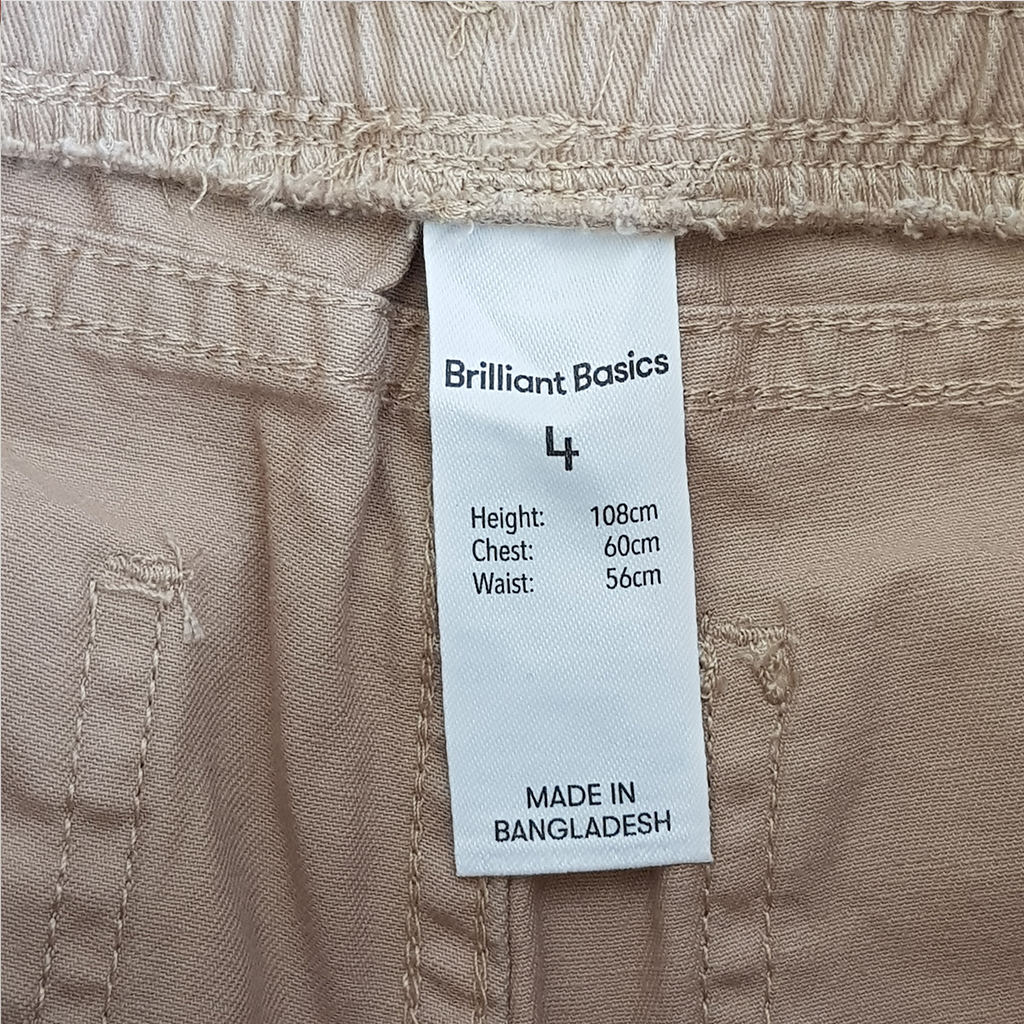 Brilliant Basics
4
Height: 108cm
Chest: 60cm
Waist: 56cm
MADE IN
BANGLADESH